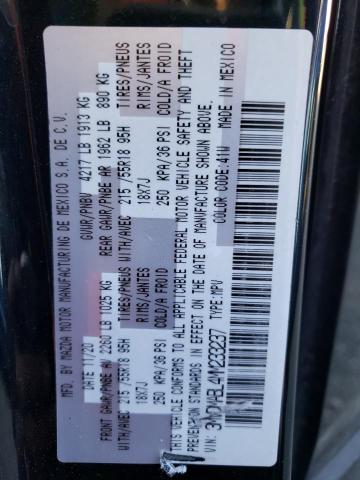 MFG. BY MAZDA MOTOR MANUFACTURING DE MEXICO S.A. DE C.V.
DATE 11/20 GVWR/PNBV 4217 LB 1913 KG
FRONT GAWR/PNBE AV 2260 LB 1025 KG REAR GAWR/PNBE AR 1962 LB 890 KG
WITH/AVEC 215/55R18 95H TIRES/PNEUS WITH/AVEC 215/55R18 95H TIRES/PNEUS
18X7J RIMS/JANTES 18X7J RIMS/JANTES
250 KPA/36 PSI COLD/A FROID 250 KPA/36 PSI COLD/A FROID
THIS VEHICLE CONFORMS TO ALL APPLICABLE FEDERAL MOTOR VEHICLE SAFETY AND THEFT
PREVENTION STANDARDS IN EFFECT ON THE DATE OF MANUFACTURE SHOWN ABOVE.
VIN: TYPE: MPV COLOR CODE: 41W MADE IN MEXICO